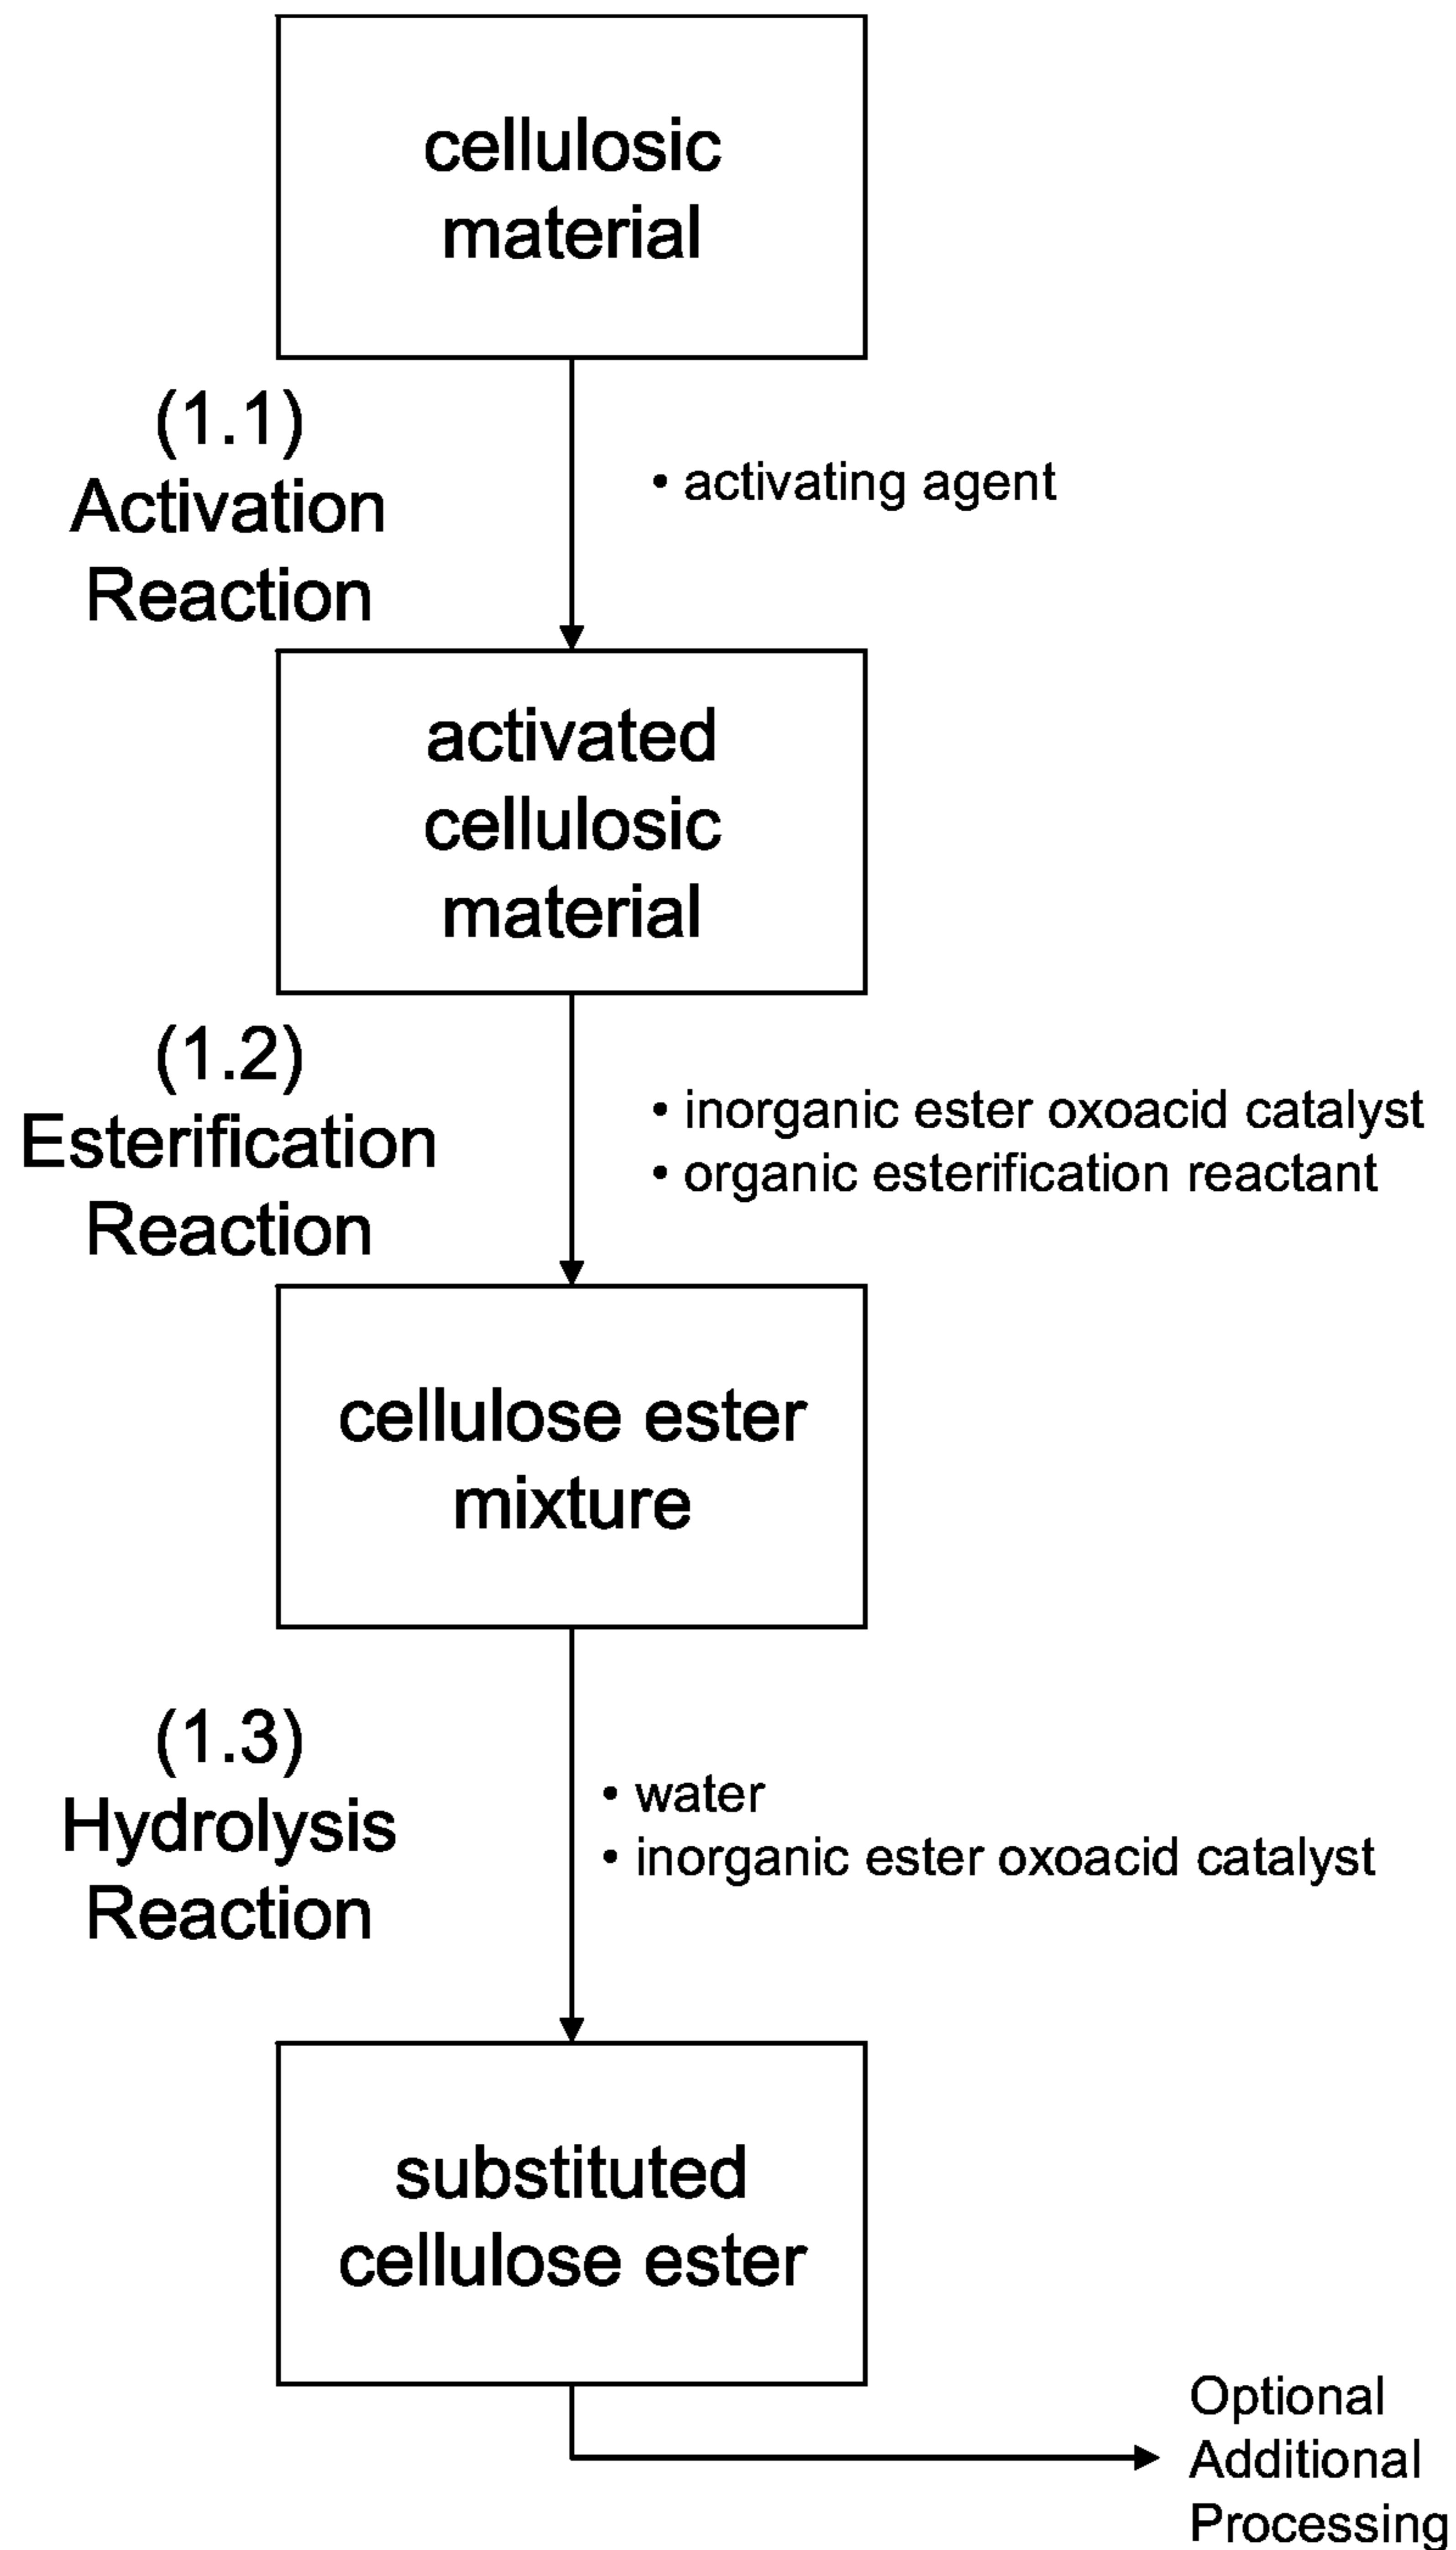 cellulosic
material
(1.1)
Activation
Reaction
• activating agent
activated
cellulosic
material
(1.2)
Esterification
Reaction
• inorganic ester oxoacid catalyst
• organic esterification reactant
cellulose ester
mixture
(1.3)
Hydrolysis
Reaction
• water
• inorganic ester oxoacid catalyst
substituted
cellulose ester
Optional
Additional
Processing